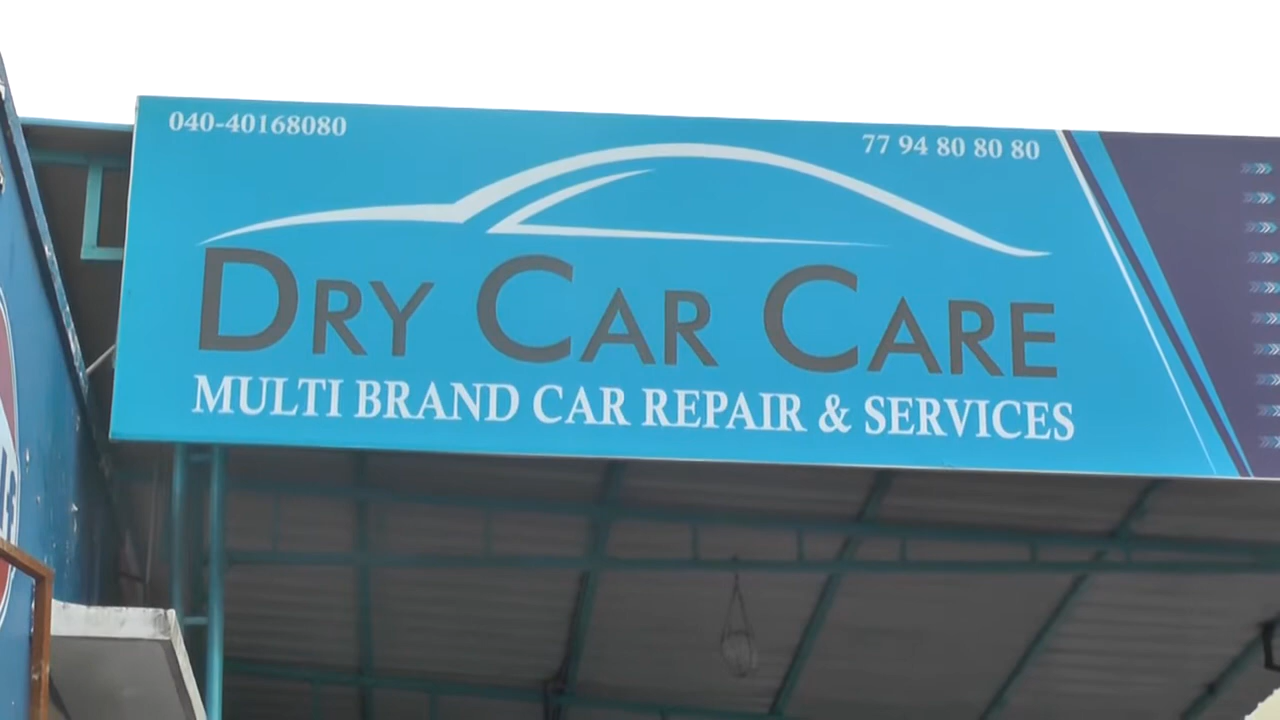 040-40168080
77 94 80 80 80
DRY CAR CARE
MULTI BRAND CAR REPAIR & SERVICES